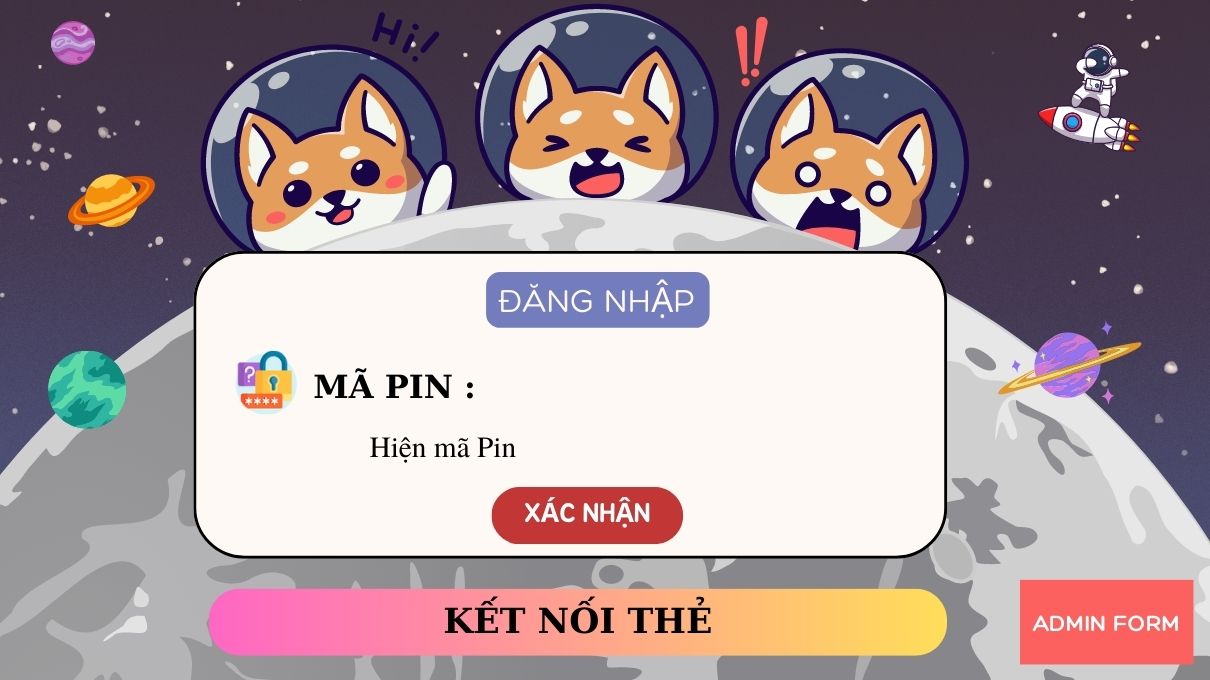 Hi!
!!
ĐĂNG NHẬP
?
****
MÃ PIN :
Hiện mã Pin
XÁC NHẬN
KẾT NỐI THẺ
ADMIN FORM